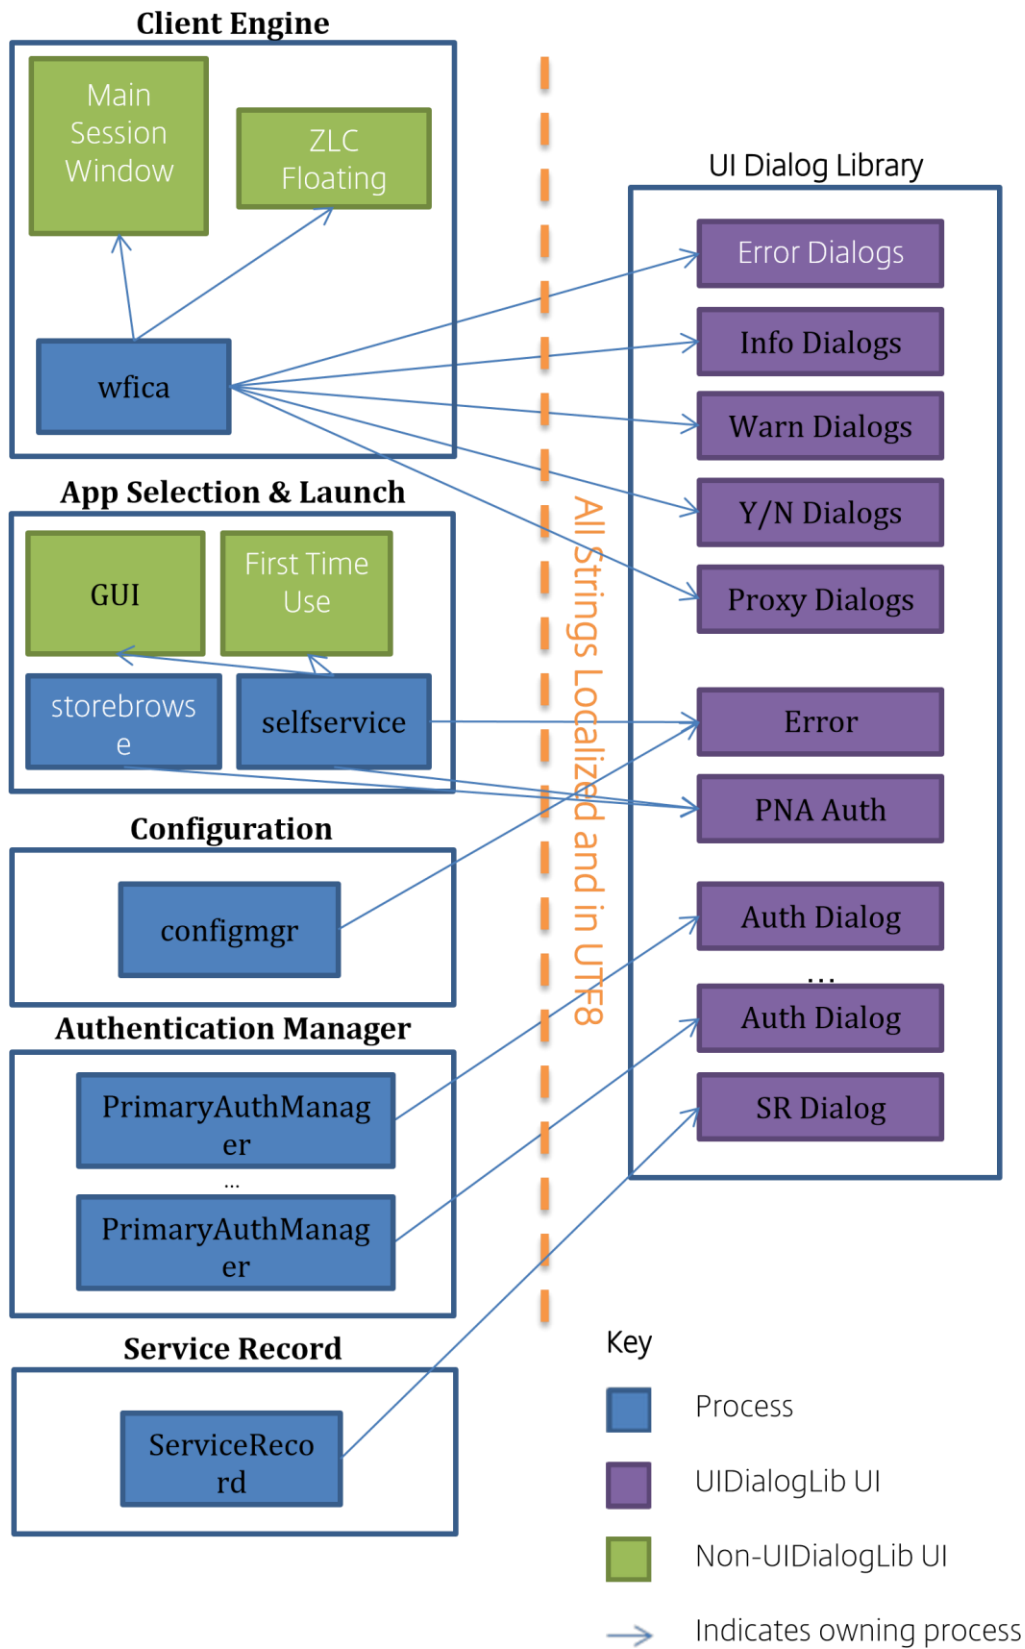 Client Engine
Main
Session
Window
ZLC
Floating
wfica
App Selection & Launch
GUI
First Time
Use
storebrows
e
selfservice
Configuration
configmgr
Authentication Manager
PrimaryAuthManag
er
...
PrimaryAuthManag
er
Service Record
ServiceReco
rd
All Strings Localized and in UTF8
UI Dialog Library
Error Dialogs
Info Dialogs
Warn Dialogs
Y/N Dialogs
Proxy Dialogs
Error
PNA Auth
Auth Dialog
...
Auth Dialog
SR Dialog
Key
Process
UIDialogLib UI
Non-UIDialogLib UI
Indicates owning process